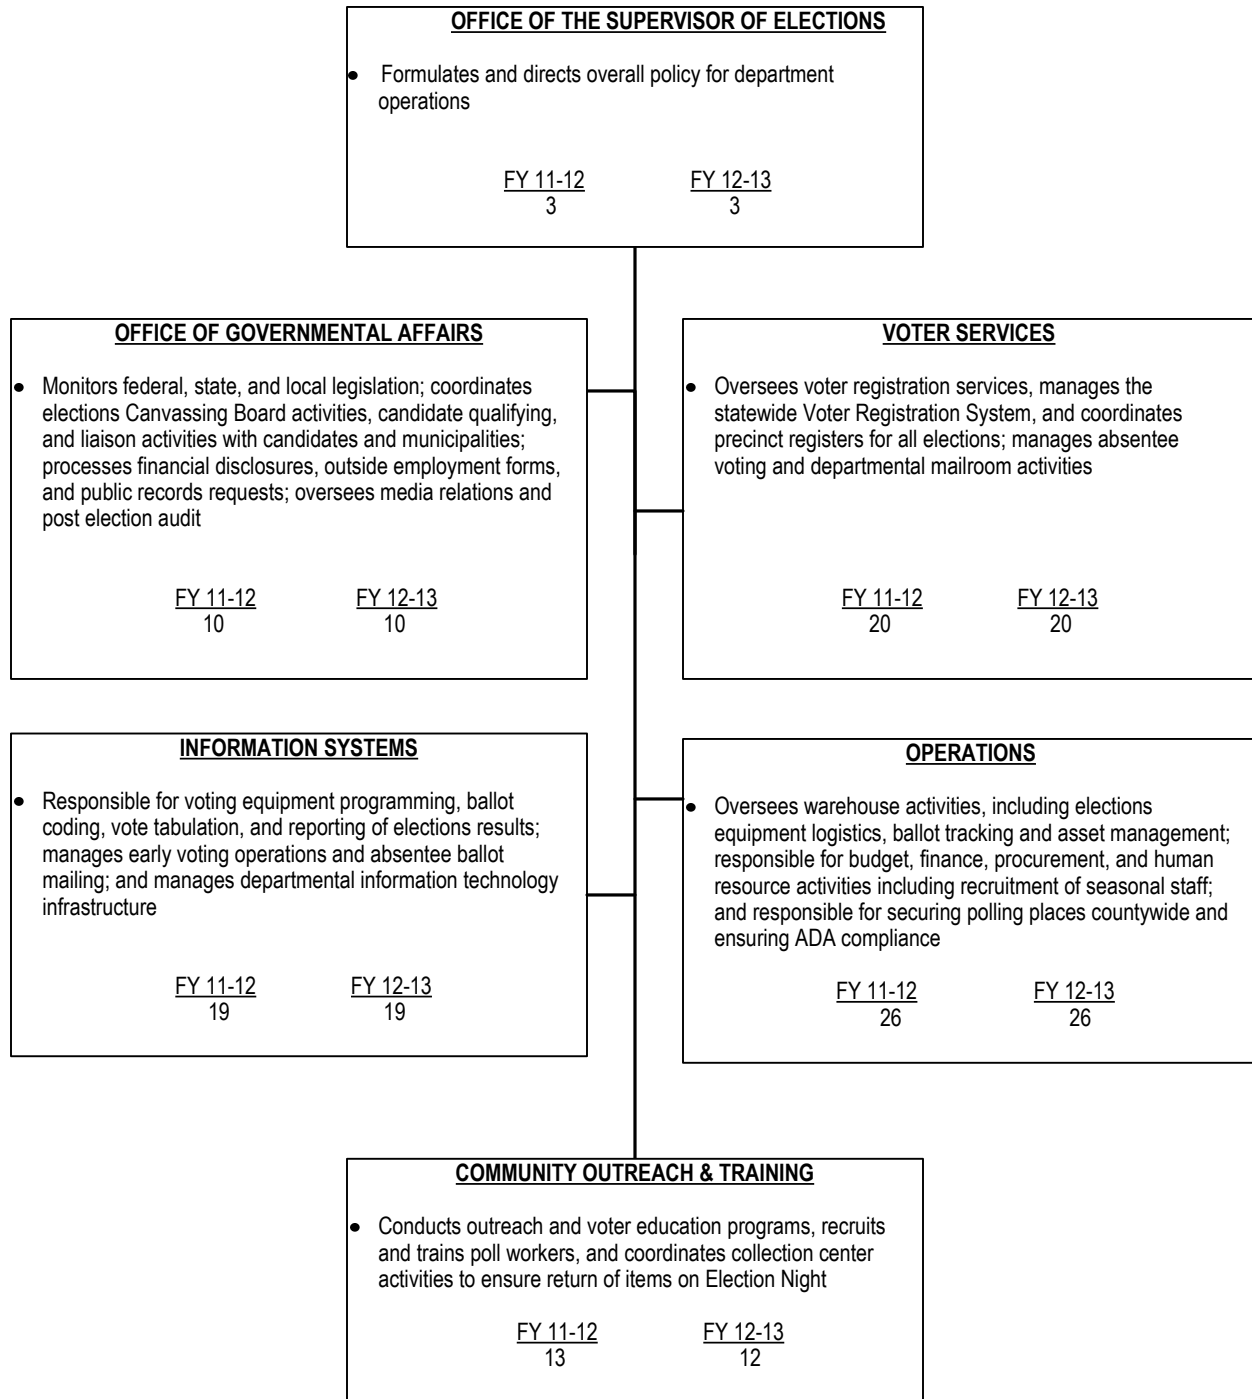 OFFICE OF THE SUPERVISOR OF ELECTIONS
• Formulates and directs overall policy for department
operations
FY 11-12 FY 12-13
3 3
OFFICE OF GOVERNMENTAL AFFAIRS
• Monitors federal, state, and local legislation; coordinates
elections Canvassing Board activities, candidate qualifying,
and liaison activities with candidates and municipalities;
processes financial disclosures, outside employment forms,
and public records requests; oversees media relations and
post election audit
FY 11-12 FY 12-13
10 10
VOTER SERVICES
• Oversees voter registration services, manages the
statewide Voter Registration System, and coordinates
precinct registers for all elections; manages absentee
voting and departmental mailroom activities
FY 11-12 FY 12-13
20 20
INFORMATION SYSTEMS
• Responsible for voting equipment programming, ballot
coding, vote tabulation, and reporting of elections results;
manages early voting operations and absentee ballot
mailing; and manages departmental information technology
infrastructure
FY 11-12 FY 12-13
19 19
OPERATIONS
• Oversees warehouse activities, including elections
equipment logistics, ballot tracking and asset management;
responsible for budget, finance, procurement, and human
resource activities including recruitment of seasonal staff;
and responsible for securing polling places countywide and
ensuring ADA compliance
FY 11-12 FY 12-13
26 26
COMMUNITY OUTREACH & TRAINING
• Conducts outreach and voter education programs, recruits
and trains poll workers, and coordinates collection center
activities to ensure return of items on Election Night
FY 11-12 FY 12-13
13 12